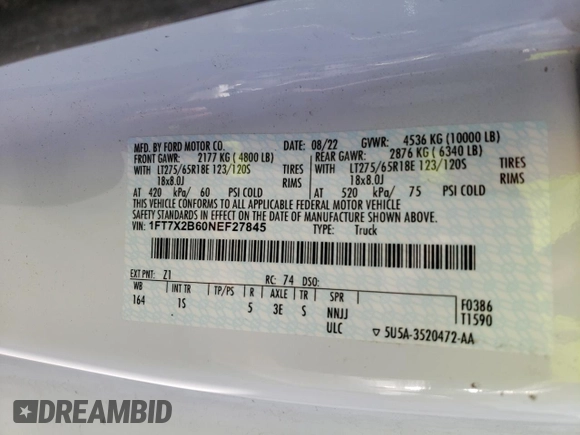 MFD. BY FORD MOTOR CO. DATE: 08/22 GVWR: 4536 KG (10000 LB)
FRONT GAWR: 2177 KG (4800 LB) REAR GAWR: 2876 KG (6340 LB)
WITH LT275/65R18E 123/120S TIRES WITH LT275/65R18E 123/120S TIRES
18x8.0J RIMS 18x8.0J RIMS
AT 420 kPa/ 60 PSI COLD AT 520 kPa/ 75 PSI COLD
THIS VEHICLE CONFORMS TO ALL APPLICABLE FEDERAL MOTOR VEHICLE
SAFETY STANDARDS IN EFFECT ON THE DATE OF MANUFACTURE SHOWN ABOVE.
VIN: 1FT7X2B60NEF27845 TYPE: Truck
EXT PNT: Z1 RC: 74 DSO:
WB INT TR TP/PS R AXLE TR SPR
164 IS 5 3E S NNJJ
ULC
F0386
T1590
▽ 5U5A-3520472-AA
DREAMBID